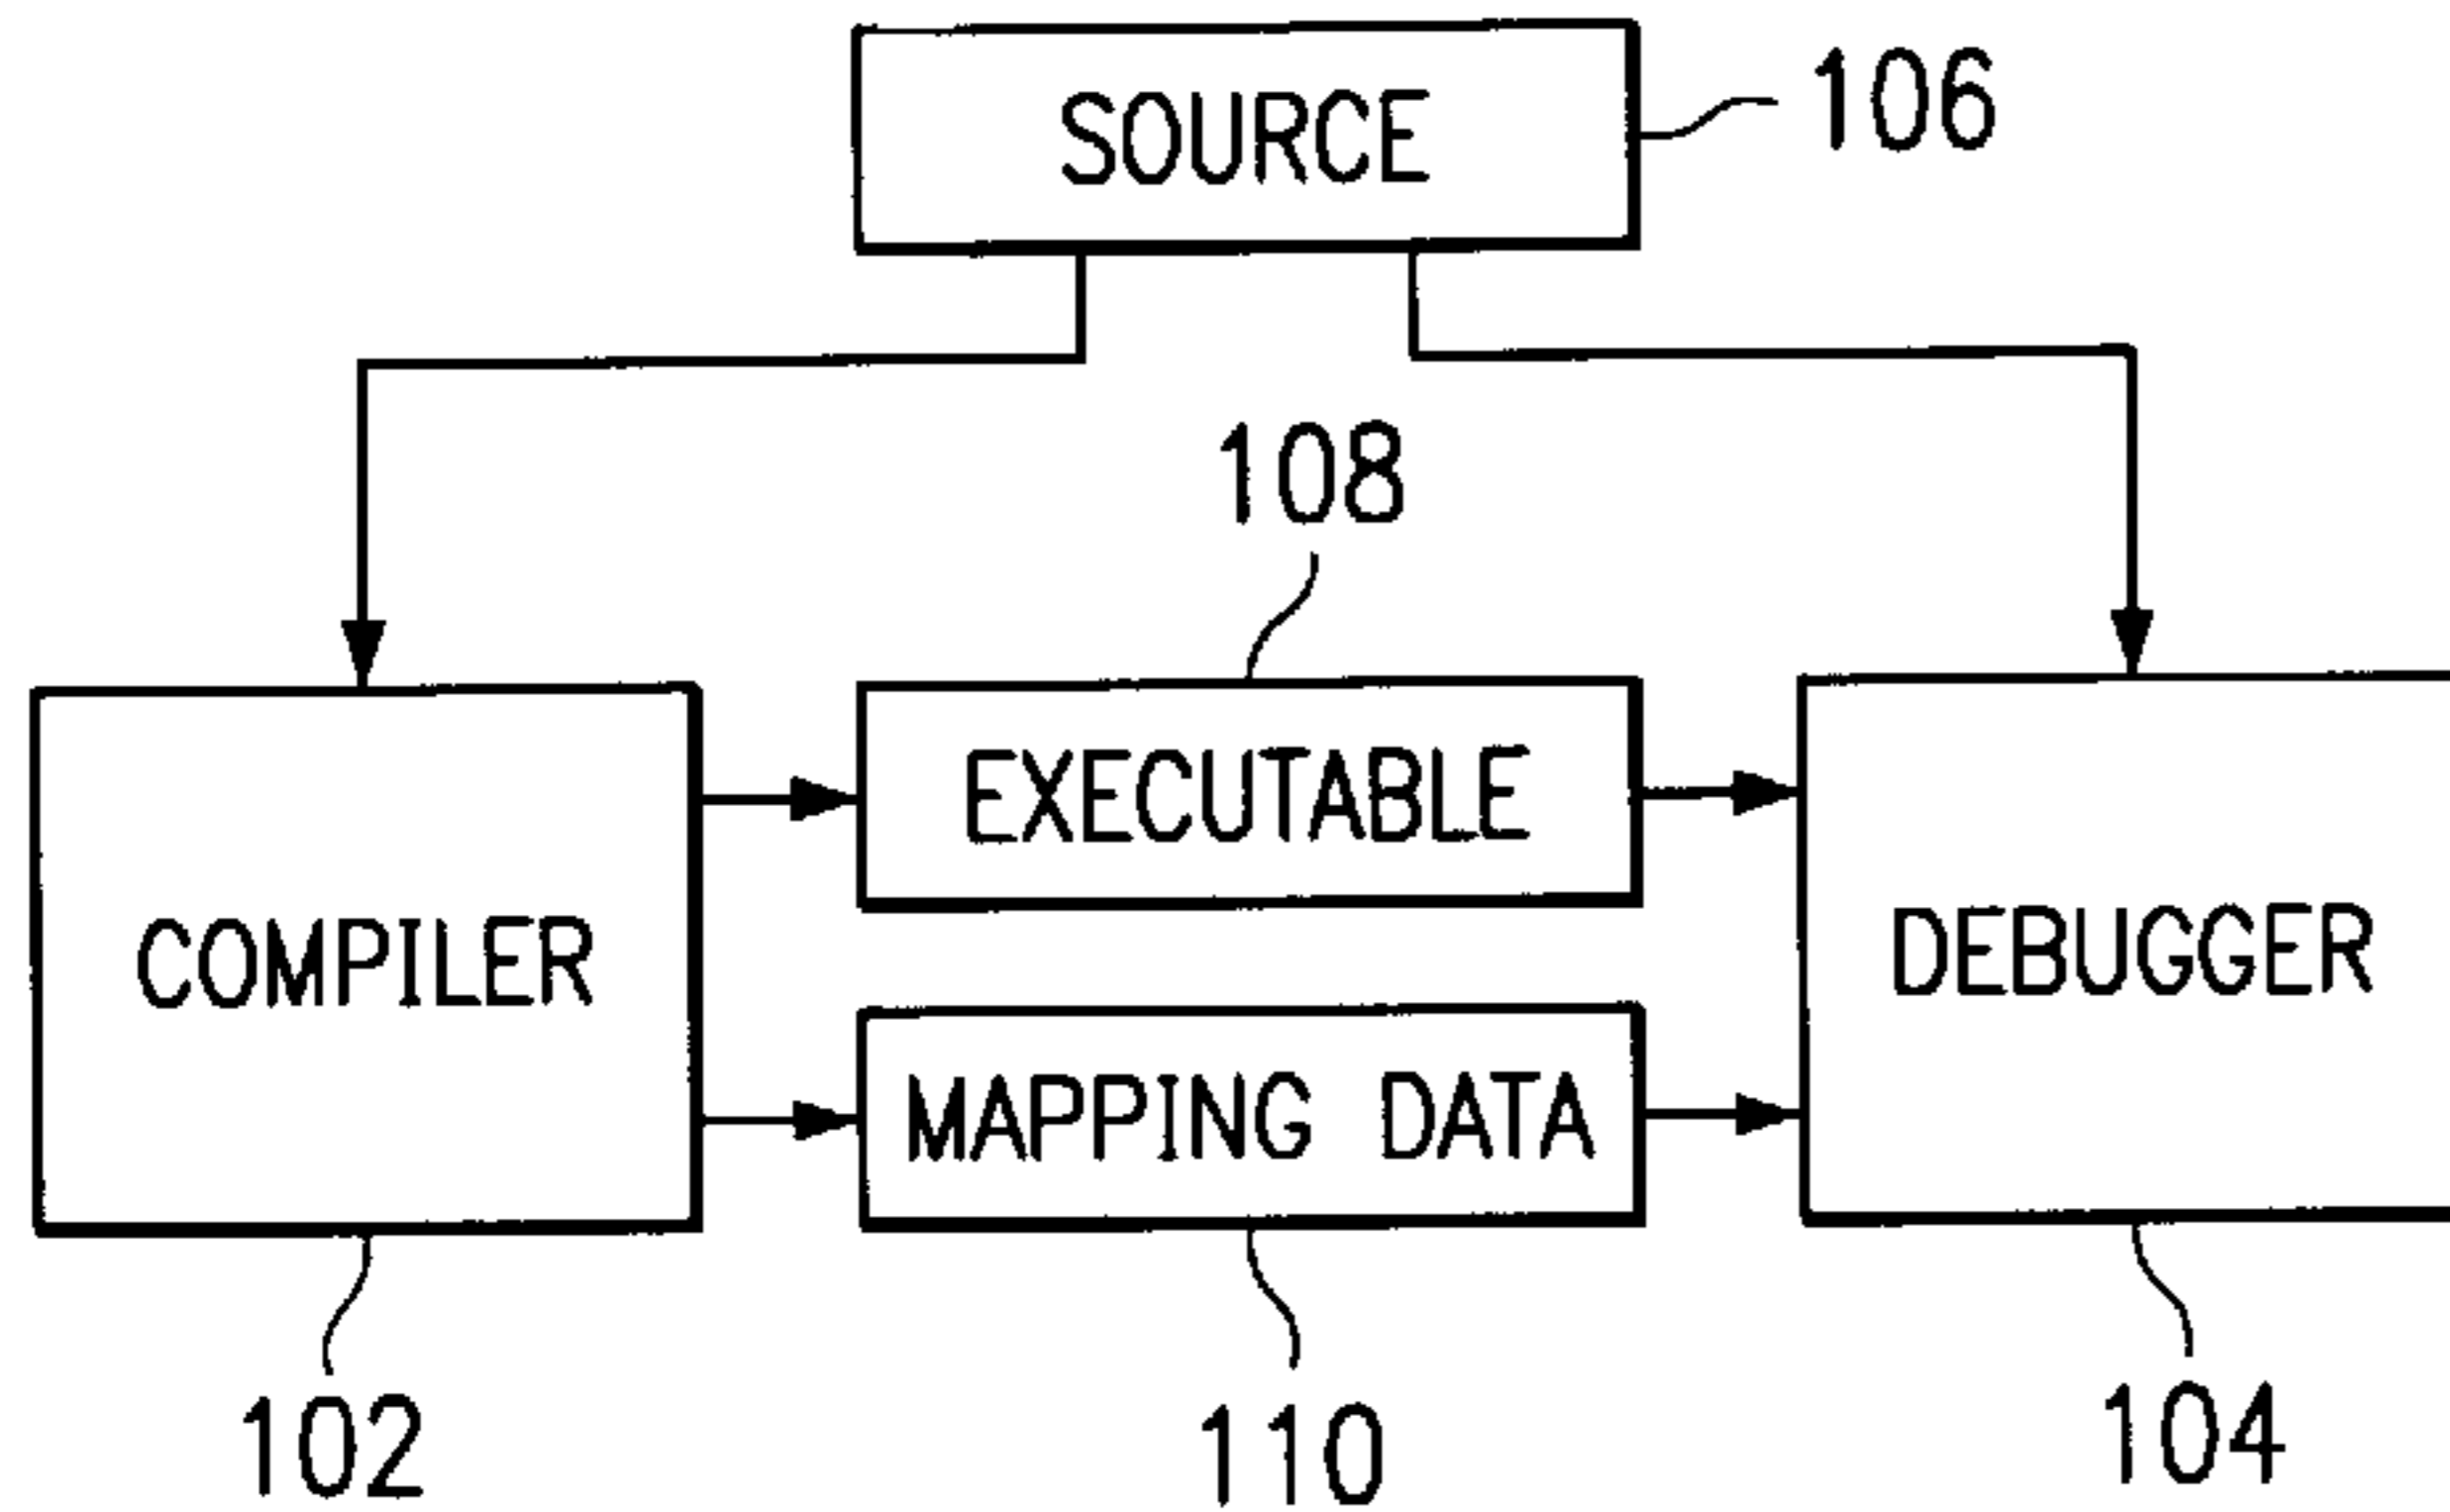 SOURCE
106
108
EXECUTABLE
COMPILER
DEBUGGER
MAPPING DATA
102
110
104